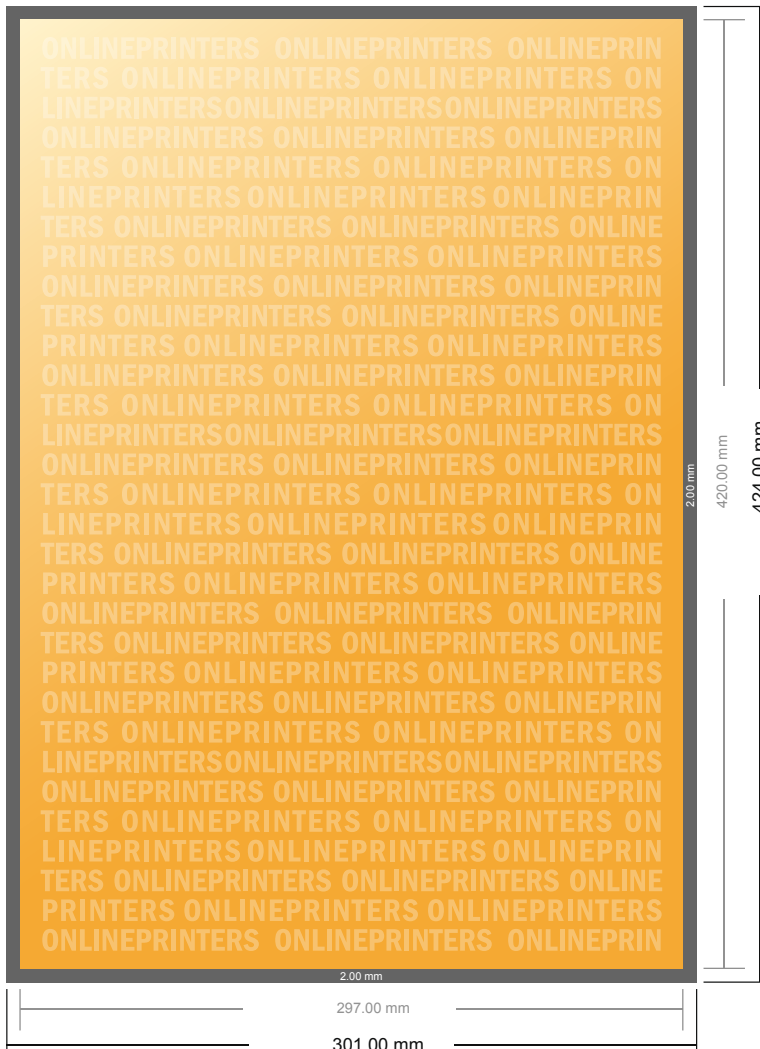 ONLINEPRINTERS ONLINEPRINTERS ONLINEPRIN
TERS ONLINEPRINTERS ONLINEPRINTERS ON
LINEPRINTERSONLINEPRINTERSONLINEPRINTERS
ONLINEPRINTERS ONLINEPRINTERS ONLINEPRIN
TERS ONLINEPRINTERS ONLINEPRINTERS ON
LINEPRINTERS ONLINEPRINTERS ONLINEPRIN
TERS ONLINEPRINTERS ONLINEPRINTERS ONLINE
PRINTERS ONLINEPRINTERS ONLINEPRINTERS
ONLINEPRINTERS ONLINEPRINTERS ONLINEPRIN
TERS ONLINEPRINTERS ONLINEPRINTERS ONLINE
PRINTERS ONLINEPRINTERS ONLINEPRINTERS
ONLINEPRINTERS ONLINEPRINTERS ONLINEPRIN
TERS ONLINEPRINTERS ONLINEPRINTERS ON
LINEPRINTERSONLINEPRINTERSONLINEPRINTERS
ONLINEPRINTERS ONLINEPRINTERS ONLINEPRIN
TERS ONLINEPRINTERS ONLINEPRINTERS ON
LINEPRINTERS ONLINEPRINTERS ONLINEPRIN
TERS ONLINEPRINTERS ONLINEPRINTERS ONLINE
PRINTERS ONLINEPRINTERS ONLINEPRINTERS
ONLINEPRINTERS ONLINEPRINTERS ONLINEPRIN
TERS ONLINEPRINTERS ONLINEPRINTERS ONLINE
PRINTERS ONLINEPRINTERS ONLINEPRINTERS
ONLINEPRINTERS ONLINEPRINTERS ONLINEPRIN
TERS ONLINEPRINTERS ONLINEPRINTERS ON
LINEPRINTERSONLINEPRINTERSONLINEPRINTERS
ONLINEPRINTERS ONLINEPRINTERS ONLINEPRIN
TERS ONLINEPRINTERS ONLINEPRINTERS ON
LINEPRINTERS ONLINEPRINTERS ONLINEPRIN
TERS ONLINEPRINTERS ONLINEPRINTERS ONLINE
PRINTERS ONLINEPRINTERS ONLINEPRINTERS
ONLINEPRINTERS ONLINEPRINTERS ONLINEPRIN
2.00 mm
420.00 mm
424.00 mm
2.00 mm
297.00 mm
301.00 mm